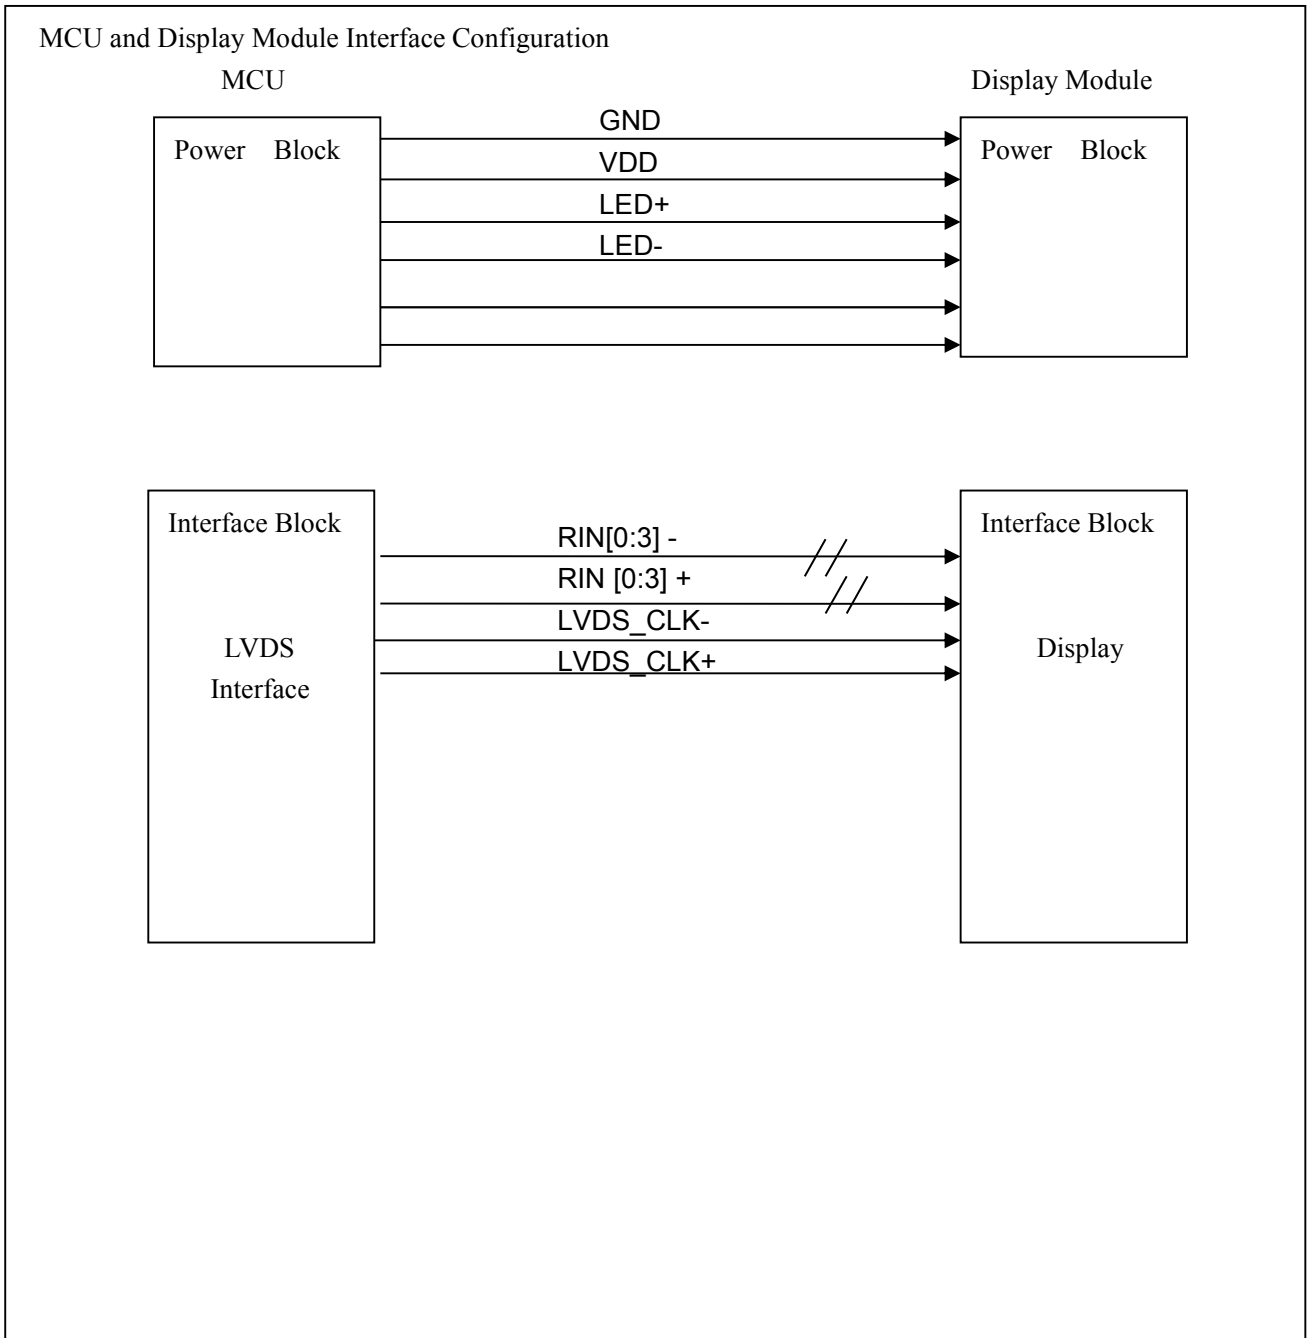 MCU and Display Module Interface Configuration
MCU
Display Module
Power Block
GND
VDD
LED+
LED-
Power Block
Interface Block
LVDS
Interface
RIN[0:3] -
RIN [0:3] +
LVDS_CLK-
LVDS_CLK+
Interface Block
Display